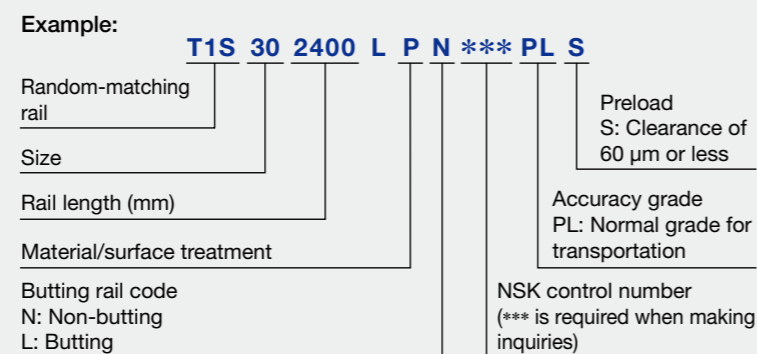 Example:
T1S 30 2400 L P N *** PL S
Random-matching
rail
Size
Rail length (mm)
Material/surface treatment
Butting rail code
N: Non-butting
L: Butting
Preload
S: Clearance of
60 μm or less
Accuracy grade
PL: Normal grade for
transportation
NSK control number
(*** is required when making
inquiries)